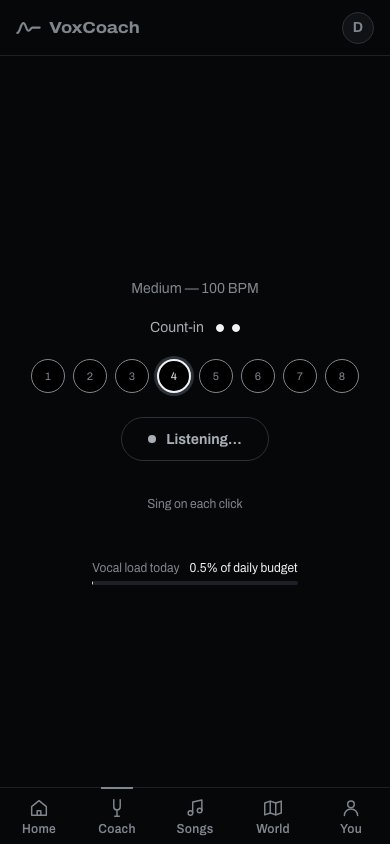 VoxCoach D
Medium — 100 BPM
Count-in
1 2 3 4 5 6 7 8
Listening...
Sing on each click
Vocal load today 0.5% of daily budget
Home Coach Songs World You